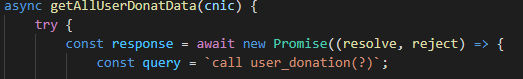 async getAllUserDonatData(cnic) {
try {
const response = await new Promise((resolve, reject) => {
const query = `call user_donation(?)`;